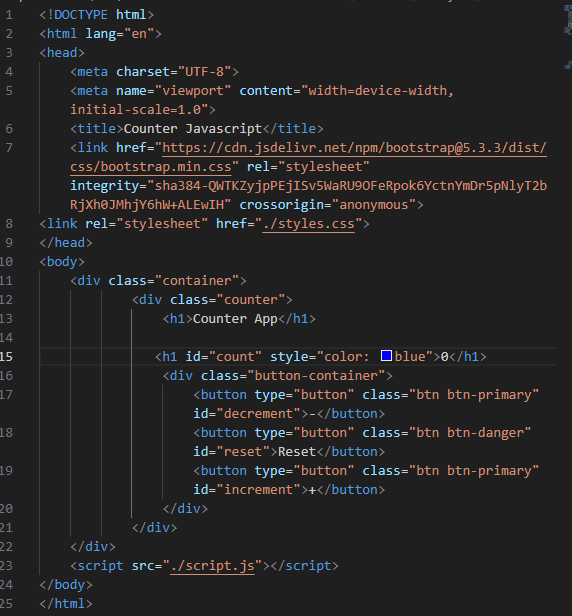 1 <!DOCTYPE html>
2 <html lang="en">
3 <head>
4 <meta charset="UTF-8">
5 <meta name="viewport" content="width=device-width,
initial-scale=1.0">
6 <title>Counter Javascript</title>
7 <link href="https://cdn.jsdelivr.net/npm/bootstrap@5.3.3/dist/
css/bootstrap.min.css" rel="stylesheet"
integrity="sha384-QWTKZyjpPEjISv5WaRU9OFeRpok6YctnYmDr5pNlyT2b
RjXh0JMhjY6hW+ALEwIH" crossorigin="anonymous">
8 <link rel="stylesheet" href="./styles.css">
9 </head>
10 <body>
11 <div class="container">
12 <div class="counter">
13 <h1>Counter App</h1>
14
15 <h1 id="count" style="color: blue">0</h1>
16 <div class="button-container">
17 <button type="button" class="btn btn-primary"
id="decrement">-</button>
18 <button type="button" class="btn btn-danger"
id="reset">Reset</button>
19 <button type="button" class="btn btn-primary"
id="increment">+</button>
20 </div>
21 </div>
22 </div>
23 <script src="./script.js"></script>
24 </body>
25 </html>